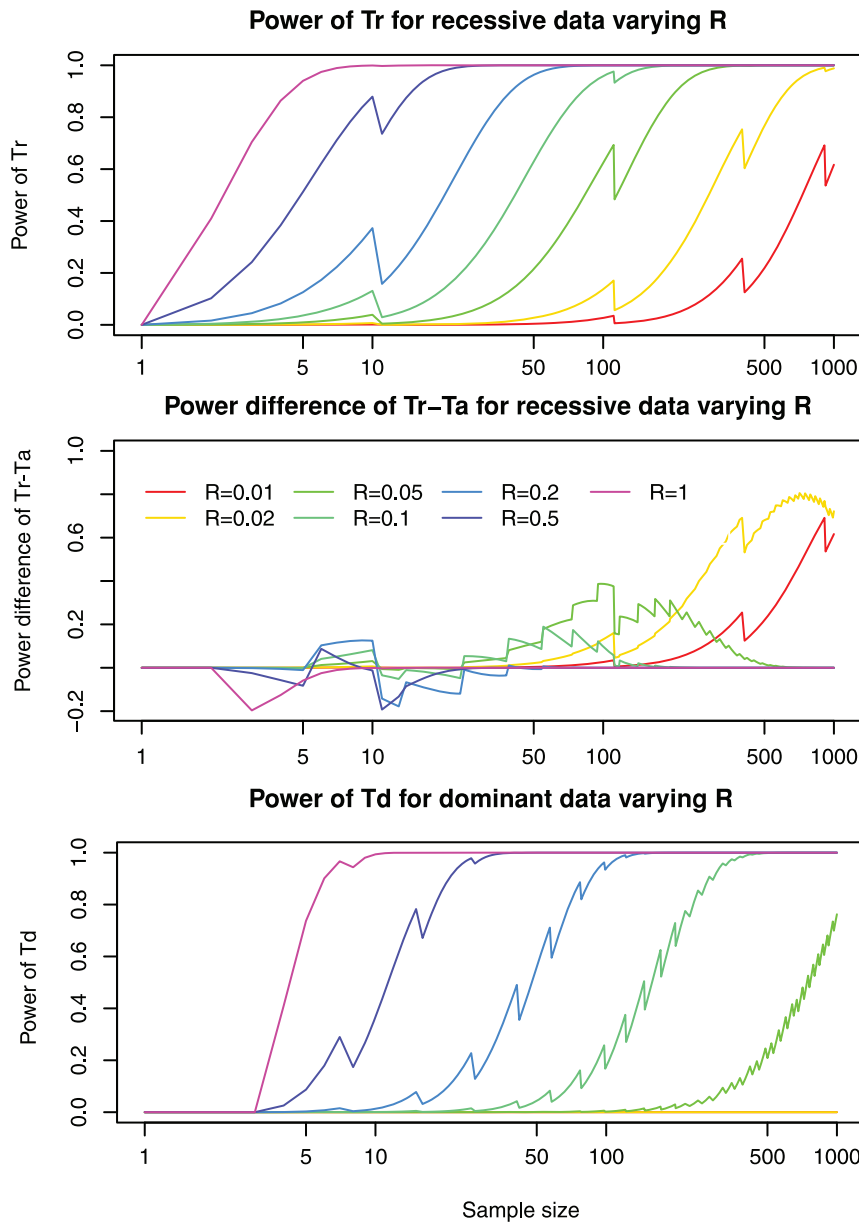 Power of Tr for recessive data varying R
Power of Tr
1.0
0.8
0.6
0.4
0.2
0.0
1 5 10 50 100 500 1000
Power difference of Tr−Ta for recessive data varying R
Power difference of Tr-Ta
1.0
0.6
0.2
−0.2
R=0.01 R=0.05 R=0.2 R=1
R=0.02 R=0.1 R=0.5
1 5 10 50 100 500 1000
Power of Td for dominant data varying R
Power of Td
1.0
0.8
0.6
0.4
0.2
0.0
1 5 10 50 100 500 1000
Sample size